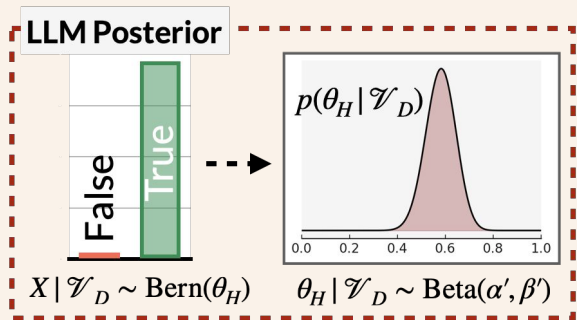 LLM Posterior
False
True
p(θ_H | 𝒱_D)
0.0 0.2 0.4 0.6 0.8 1.0
X | 𝒱_D ∼ Bern(θ_H)
θ_H | 𝒱_D ∼ Beta(α′, β′)